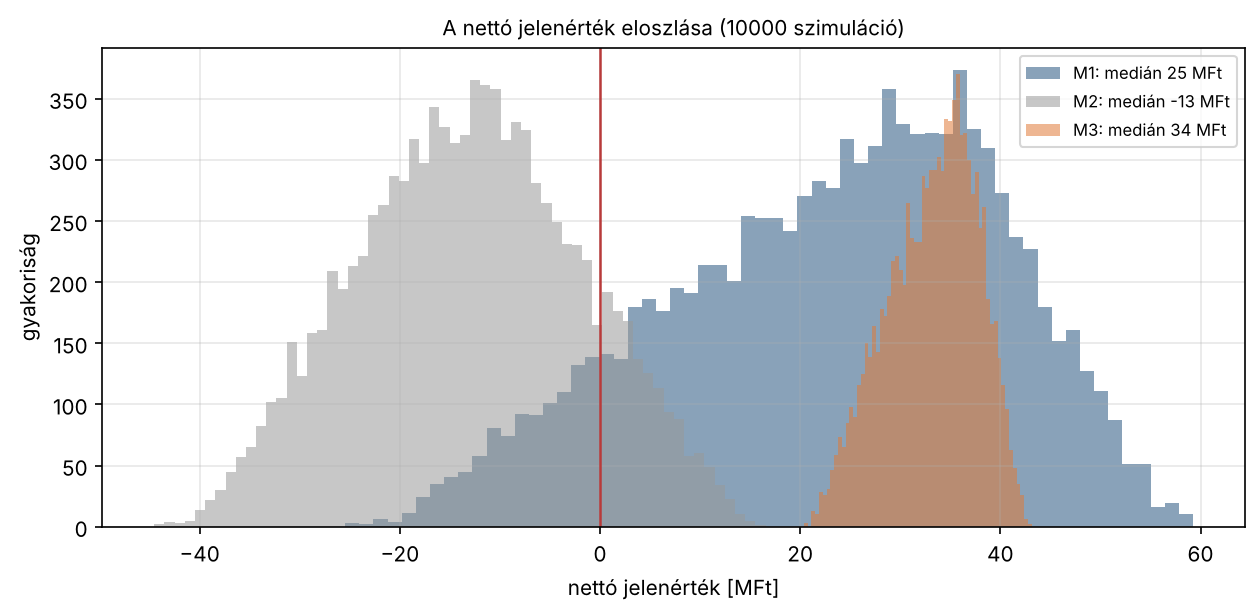 A nettó jelenérték eloszlása (10000 szimuláció)
M1: medián 25 MFt
M2: medián -13 MFt
M3: medián 34 MFt
gyakoriság
350
300
250
200
150
100
50
0
−40 −20 0 20 40 60
nettó jelenérték [MFt]